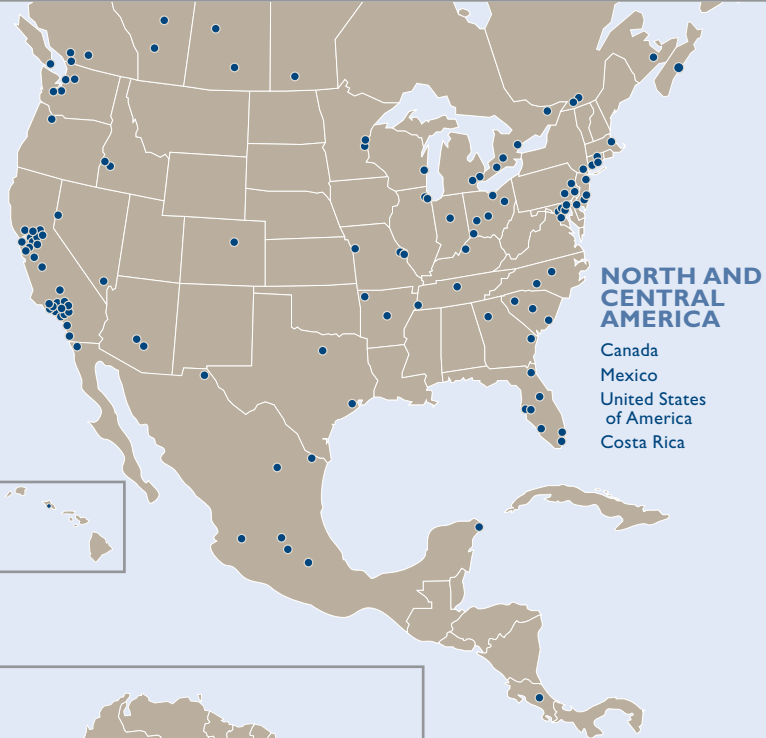 NORTH AND
CENTRAL
AMERICA
Canada
Mexico
United States
of America
Costa Rica